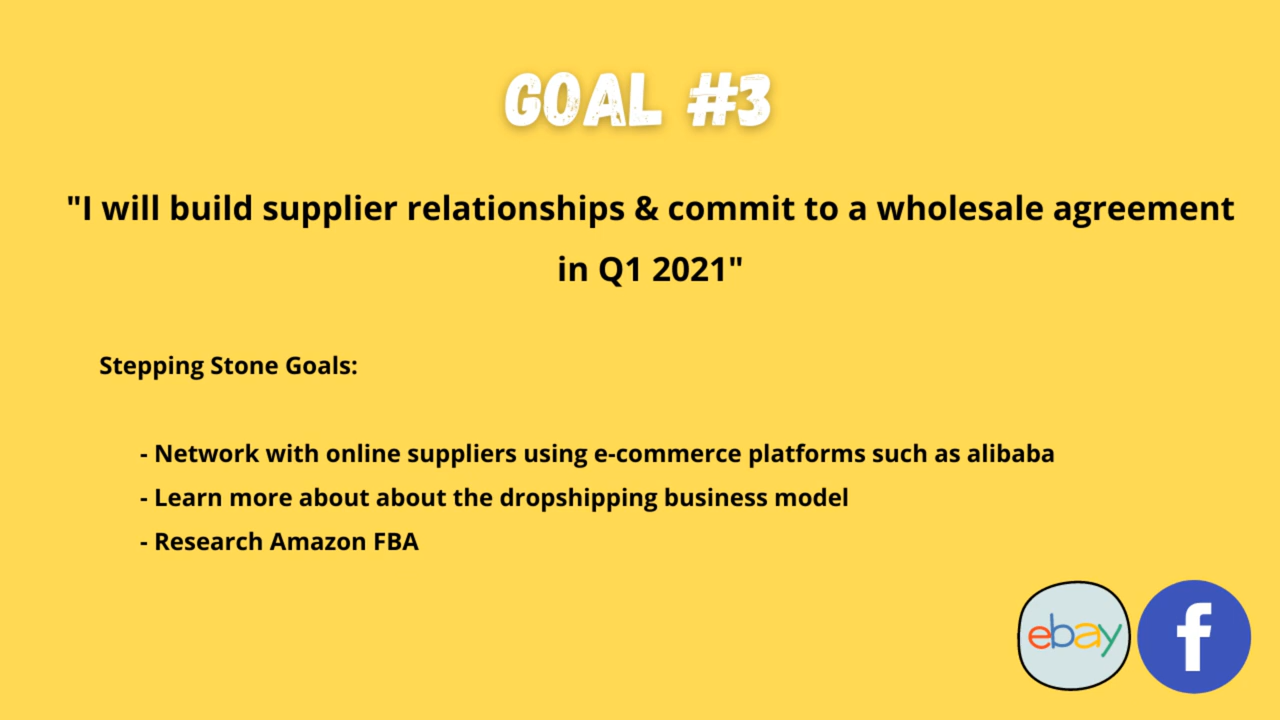 GOAL #3
"I will build supplier relationships & commit to a wholesale agreement
in Q1 2021"
Stepping Stone Goals:
- Network with online suppliers using e-commerce platforms such as alibaba
- Learn more about about the dropshipping business model
- Research Amazon FBA
ebay f